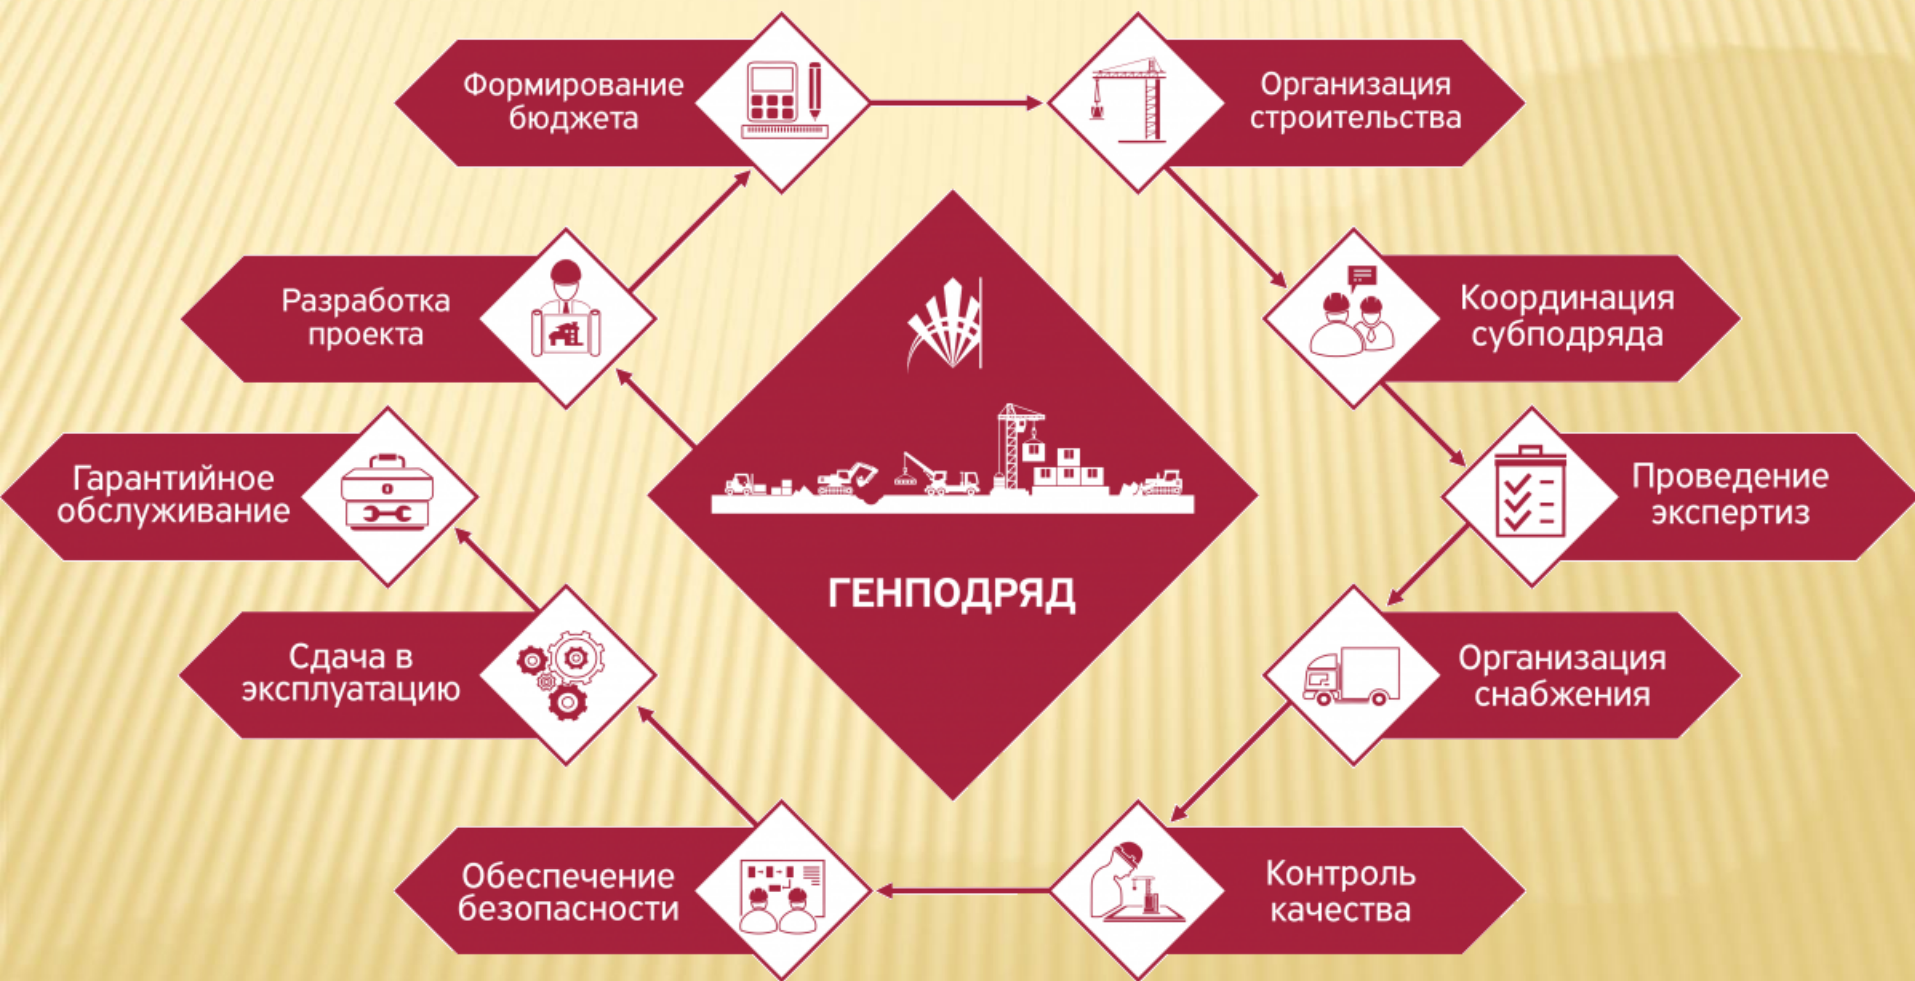 Формирование
бюджета
Организация
строительства
Разработка
проекта
Координация
субподряда
Гарантийное
обслуживание
Проведение
экспертиз
ГЕНПОДРЯД
Сдача в
эксплуатацию
Организация
снабжения
Обеспечение
безопасности
Контроль
качества